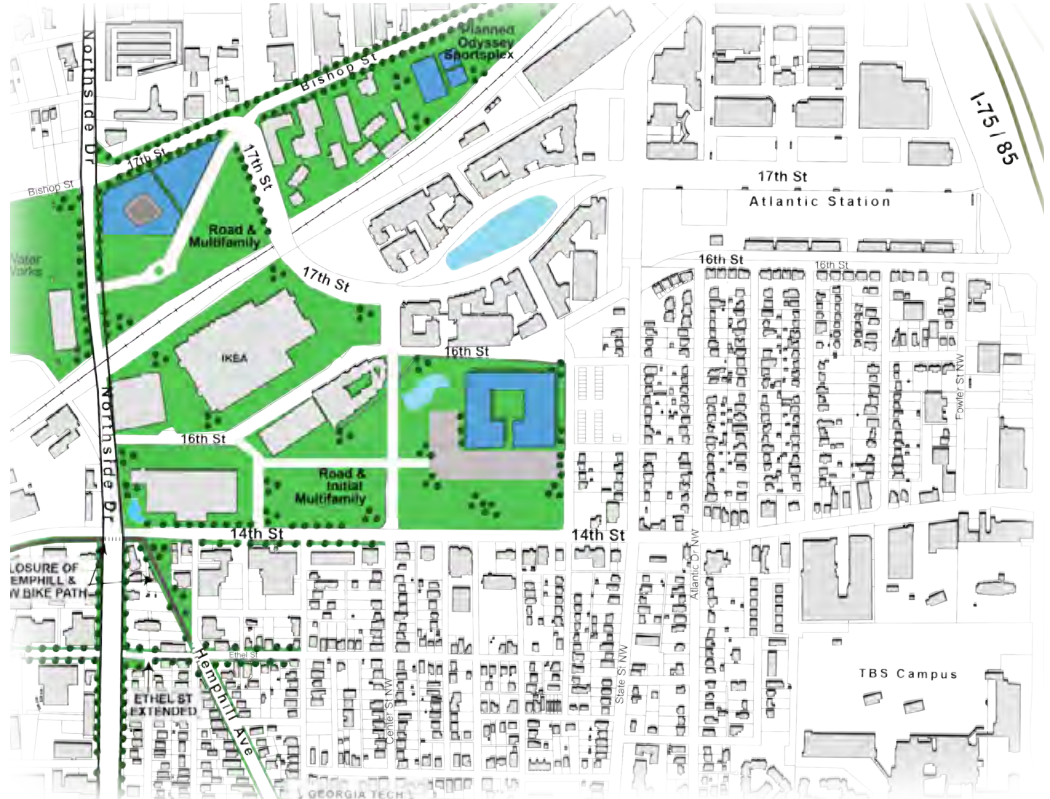 Planned
Odyssey
Sportsplex
Northside Dr
Bishop St
I-75 / 85
17th St
17th St
17th St
Bishop St
Atlantic Station
Road &
Multifamily
Water
Works
16th St
16th St
17th St
16th St
IKEA
Fowler St NW
Northside Dr
16th St
Road &
Initial
Multifamily
14th St
14th St
Atlantic Dr NW
LOSURE OF
EMPHILL &
W BIKE PATH
Ethel St
Hemphill Ave
State St NW
Center St NW
TBS Campus
ETHEL ST
EXTENDED
GEORGIA TECH